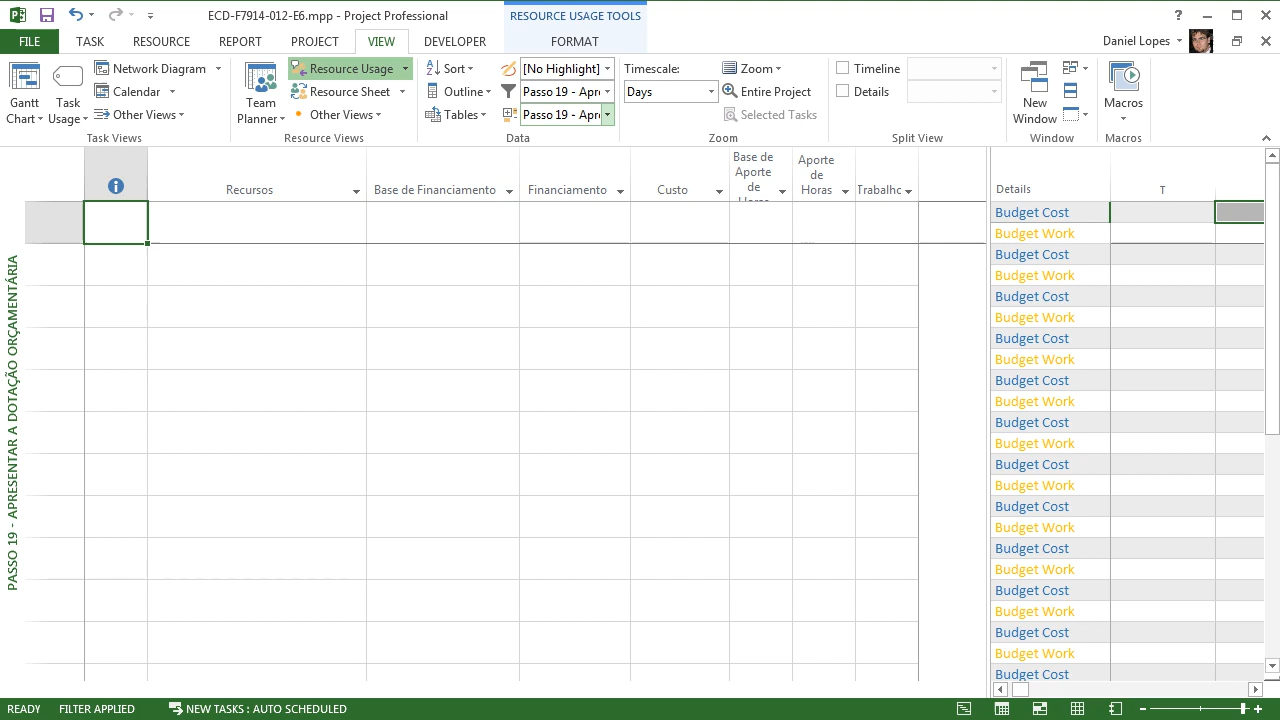 ECD-F7914-012-E6.mpp - Project Professional
RESOURCE USAGE TOOLS
?
FILE
TASK
RESOURCE
REPORT
PROJECT
VIEW
DEVELOPER
FORMAT
Daniel Lopes
Gantt
Chart
Task
Usage
Network Diagram
Calendar
Other Views
Task Views
Team
Planner
Resource Usage
Resource Sheet
Other Views
Resource Views
Sort
Outline
Tables
[No Highlight]
Passo 19 - Apr
Passo 19 - Apr
Data
Timescale:
Days
Zoom
Entire Project
Selected Tasks
Zoom
Timeline
Details
Split View
New
Window
Window
Macros
Macros
Recursos
Base de Financiamento
Financiamento
Custo
Base de
Aporte
de
Horas
Aporte
de
Horas
Trabalho
Details
T
PASSO 19 - APRESENTAR A DOTAÇÃO ORÇAMENTÁRIA
Budget Cost
Budget Work
Budget Cost
Budget Work
Budget Cost
Budget Work
Budget Cost
Budget Work
Budget Cost
Budget Work
Budget Cost
Budget Work
Budget Cost
Budget Work
Budget Cost
Budget Work
Budget Cost
Budget Work
Budget Cost
Budget Work
Budget Cost
Budget Work
Budget Cost
READY
FILTER APPLIED
NEW TASKS : AUTO SCHEDULED